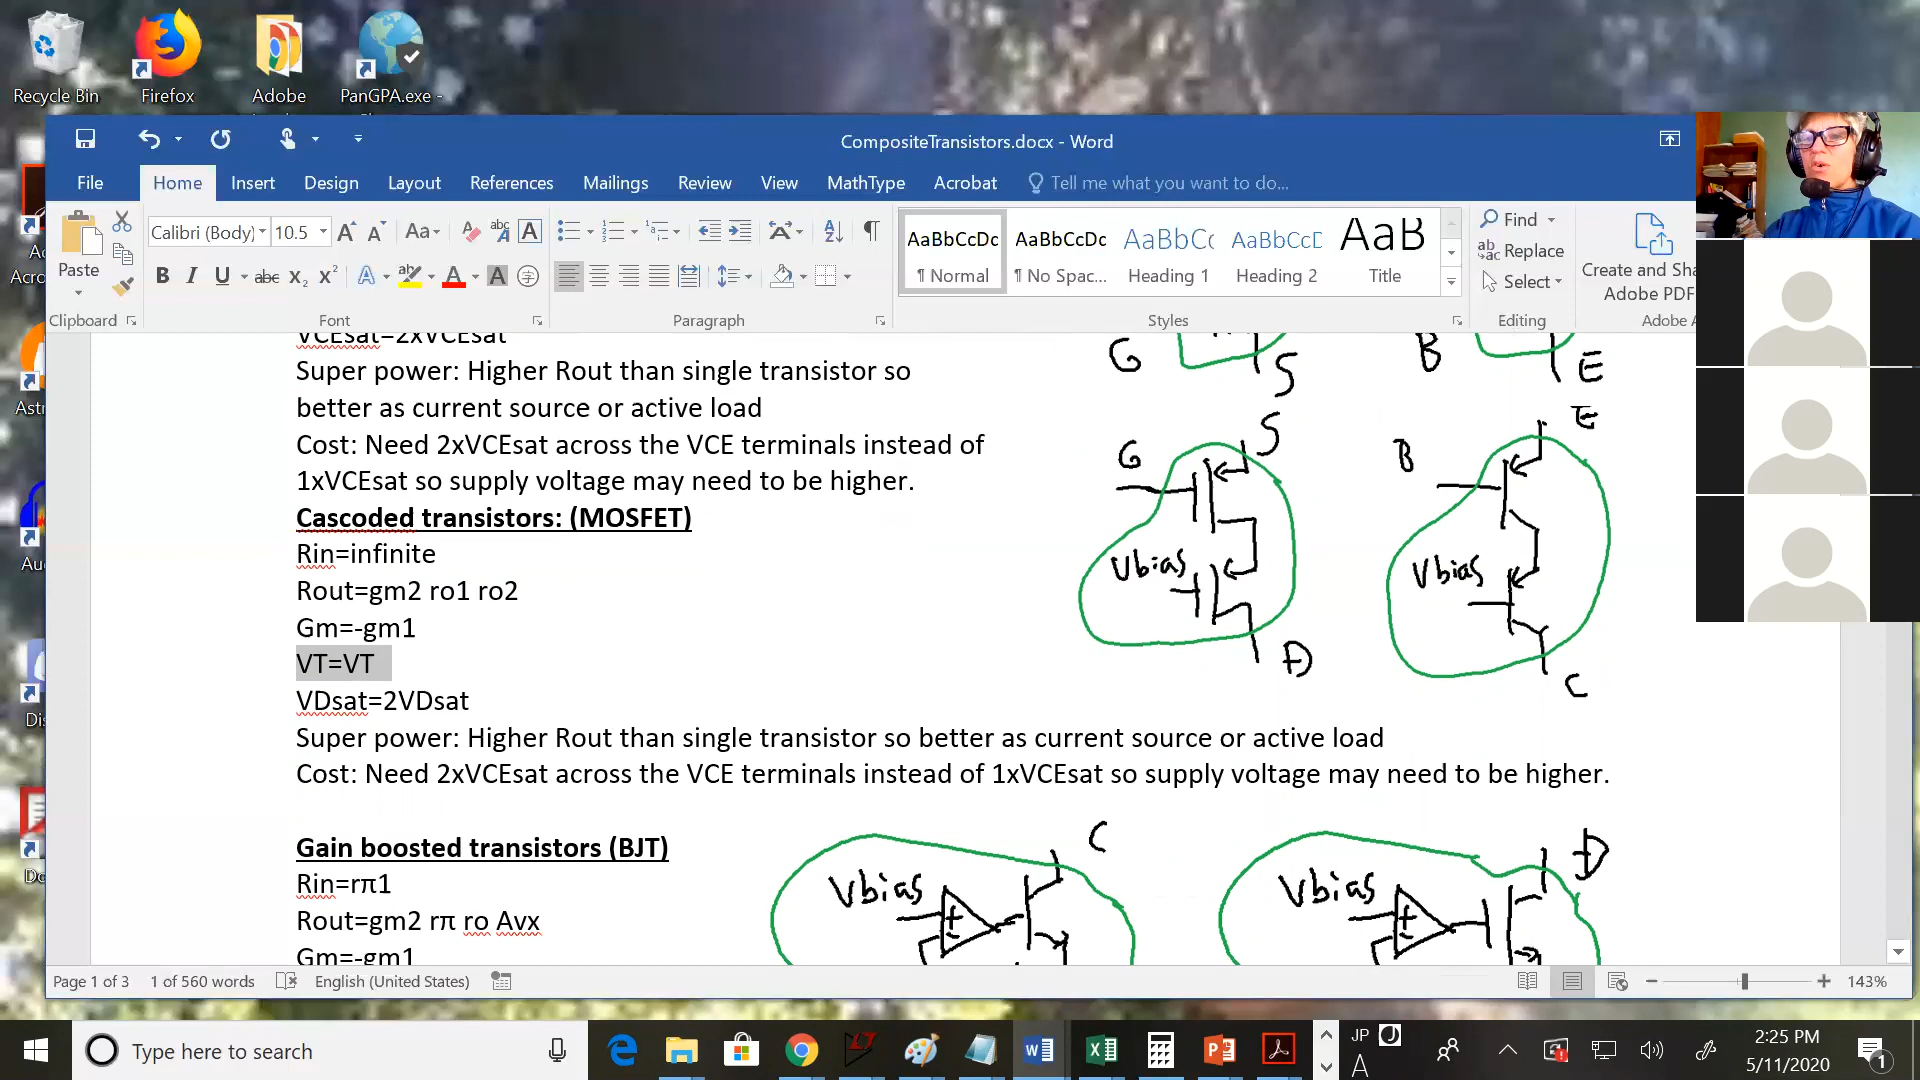 Recycle Bin
Firefox
Adobe
PanGPA.exe -
CompositeTransistors.docx - Word
File
Home
Insert
Design
Layout
References
Mailings
Review
View
MathType
Acrobat
Tell me what you want to do...
Paste
Clipboard
Calibri (Body)
10.5
Font
Paragraph
AaBbCcDc
¶ Normal
AaBbCcDc
¶ No Spac...
AaBbCc
Heading 1
AaBbCcD
Heading 2
AaB
Title
Styles
Find
Replace
Select
Editing
Create and Sha
Adobe PDF
Adobe A
VCEsat=2xVCEsat
Super power: Higher Rout than single transistor so
better as current source or active load
Cost: Need 2xVCEsat across the VCE terminals instead of
1xVCEsat so supply voltage may need to be higher.
Cascoded transistors: (MOSFET)
Rin=infinite
Rout=gm2 ro1 ro2
Gm=-gm1
VT=VT
VDsat=2VDsat
Super power: Higher Rout than single transistor so better as current source or active load
Cost: Need 2xVCEsat across the VCE terminals instead of 1xVCEsat so supply voltage may need to be higher.
Gain boosted transistors (BJT)
Rin=rπ1
Rout=gm2 rπ ro Avx
Gm=-gm1
G
S
B
E
G
S
Vbias
D
B
E
Vbias
C
Vbias
C
Vbias
D
Page 1 of 3
1 of 560 words
English (United States)
143%
Type here to search
JP
A
2:25 PM
5/11/2020
1